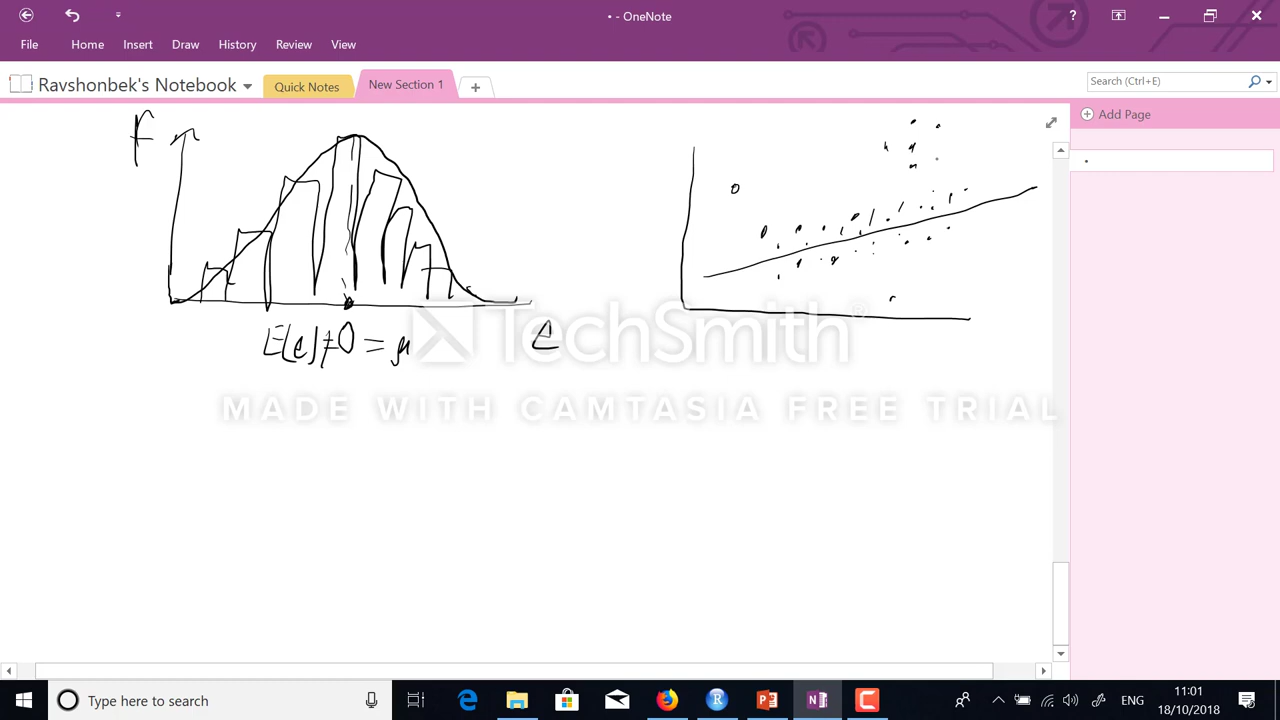 • - OneNote
?
File Home Insert Draw History Review View
Ravshonbek's Notebook Quick Notes New Section 1 +
Search (Ctrl+E)
Add Page
F
E(e)≠0 = μ
e
TechSmith®
MADE WITH CAMTASIA FREE TRIAL
Type here to search
ENG
11:01
18/10/2018